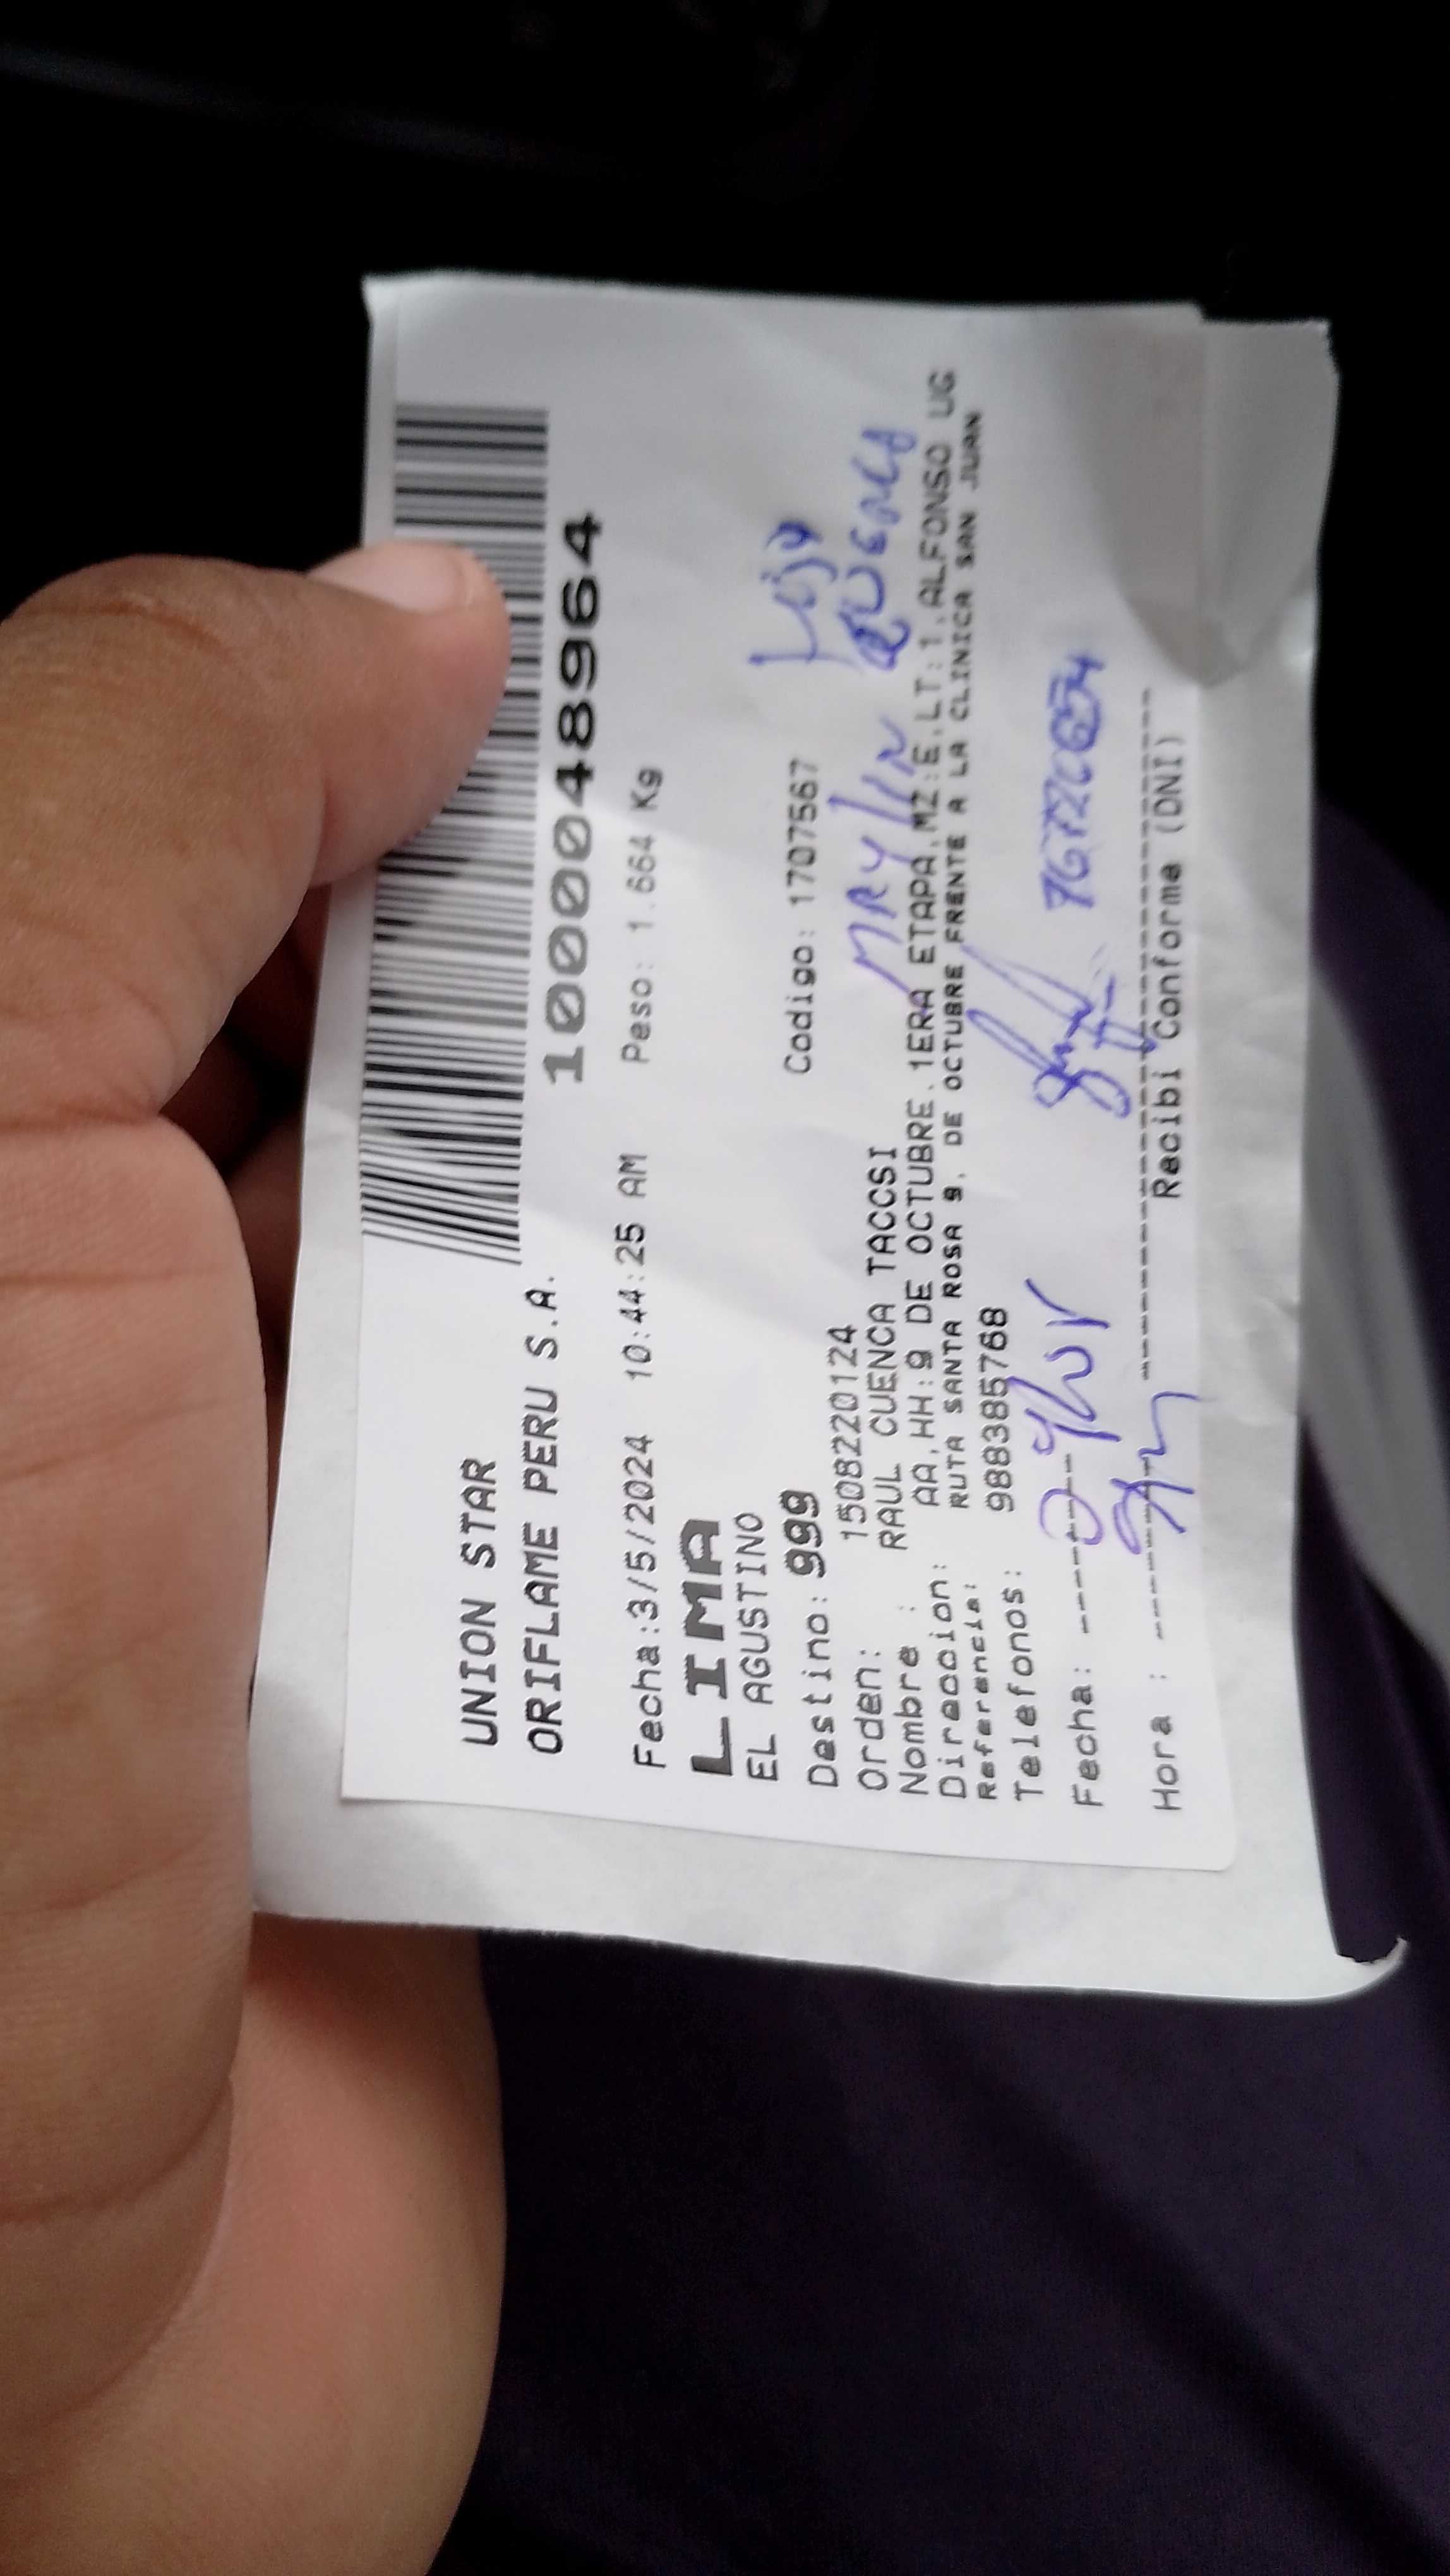 UNION STAR
ORIFLAME PERU S.A.
1000048964
Fecha:3/5/2024 10:44:25 AM Peso: 1.664 Kg
LIMA
EL AGUSTINO
Destino: 999 Codigo: 1707567
Orden: 1508220124
Nombre : RAUL CUENCA TACCSI
MRYlIN CUENCA
Direccion: AA,HH:9 DE OCTUBRE.1ERA ETAPA,MZ:E,LT:1,ALFONSO UG
Referencia: RUTA SANTA ROSA 9, DE OCTUBRE FRENTE A LA CLINICA SAN JUAN
Telefonos: 988385768
Fecha:
Hora :
Recibi Conforme (DNI)